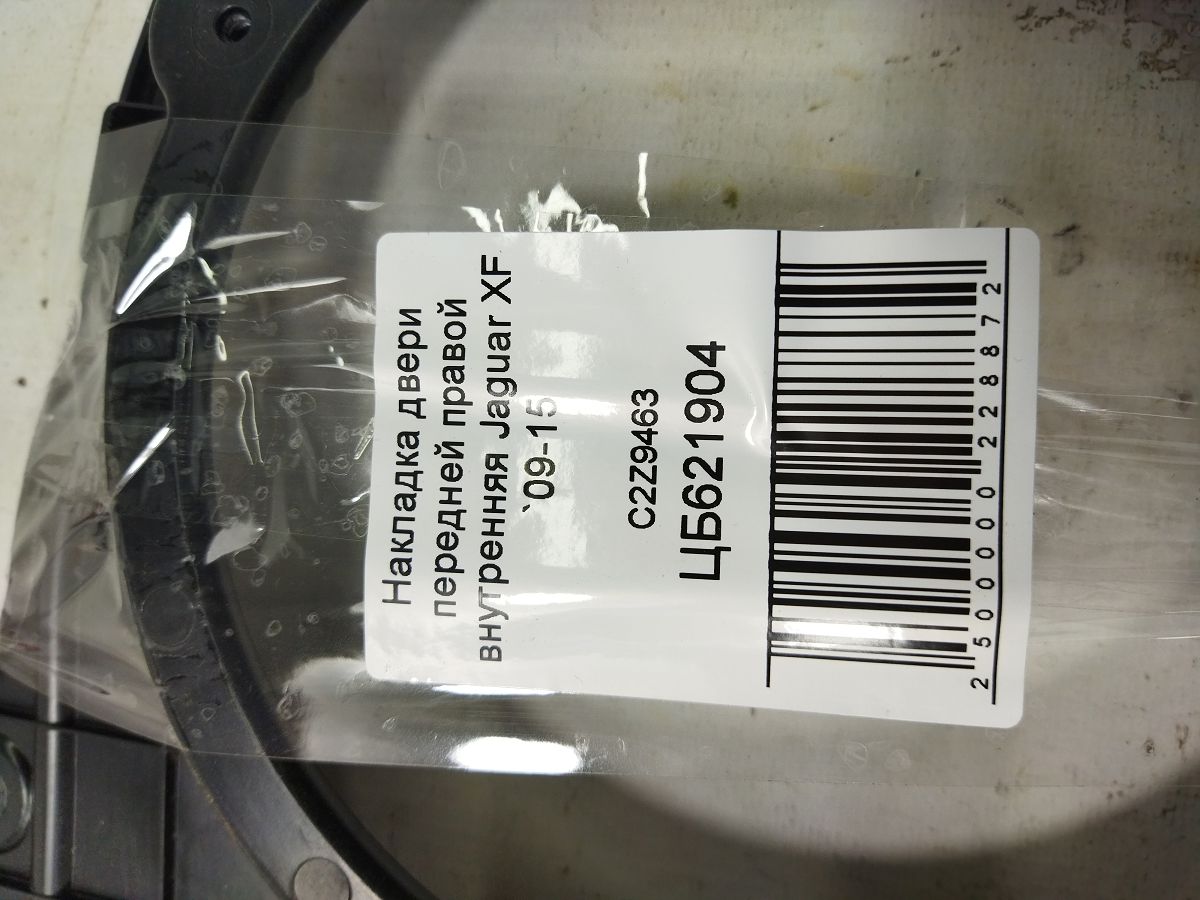 Накладка двери
передней правой
внутренняя Jaguar XF
`09-15
C2Z9463
ЦБ621904
2500000228872